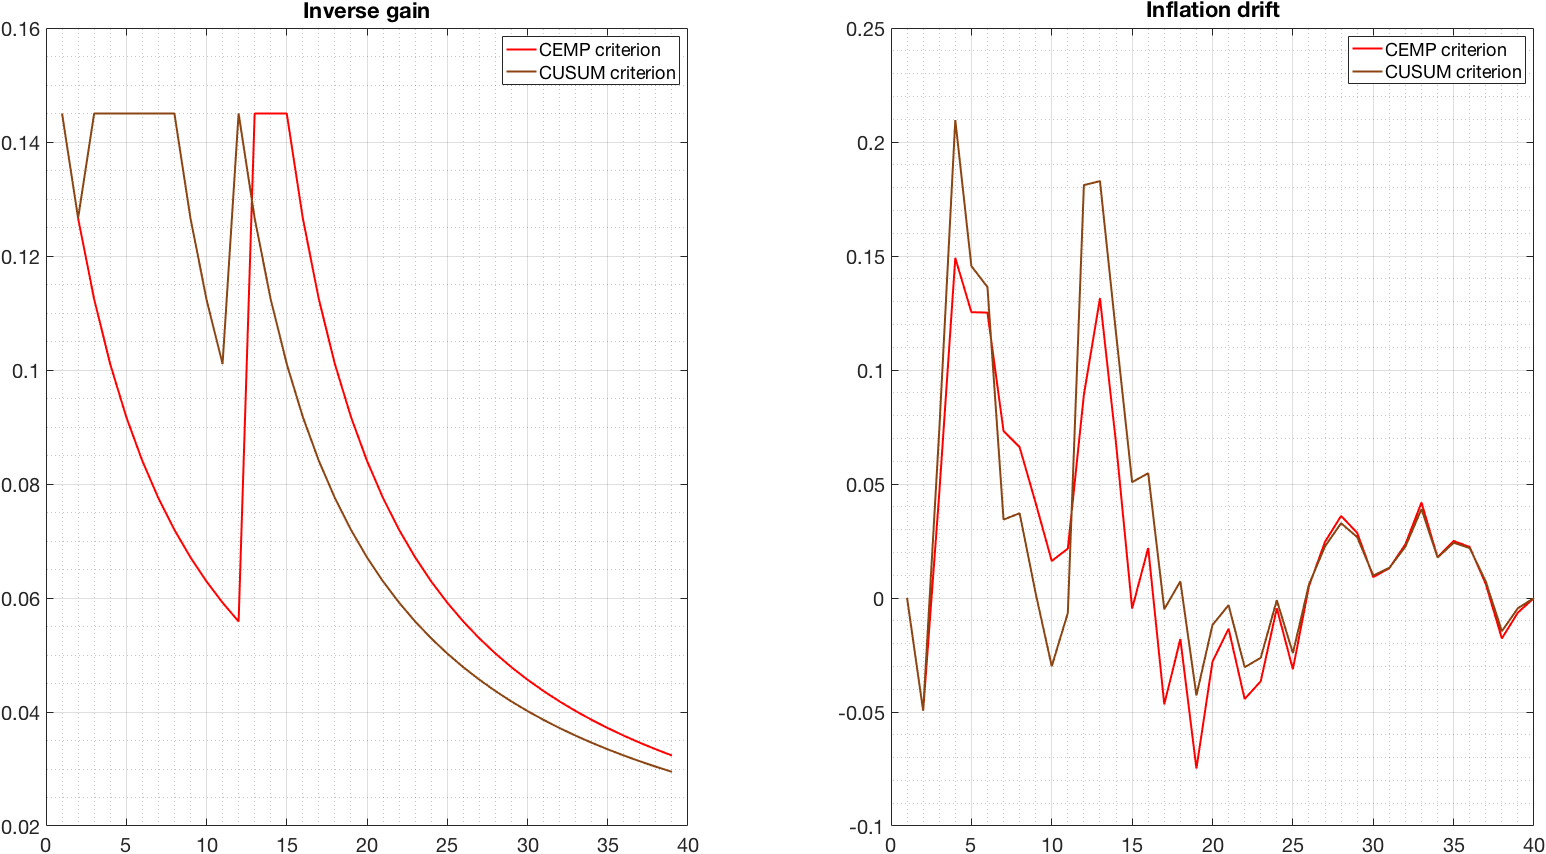 Inverse gain
0.16
0.14
0.12
0.1
0.08
0.06
0.04
0.02
0 5 10 15 20 25 30 35 40
CEMP criterion
CUSUM criterion
Inflation drift
0.25
0.2
0.15
0.1
0.05
0
-0.05
-0.1
0 5 10 15 20 25 30 35 40
CEMP criterion
CUSUM criterion